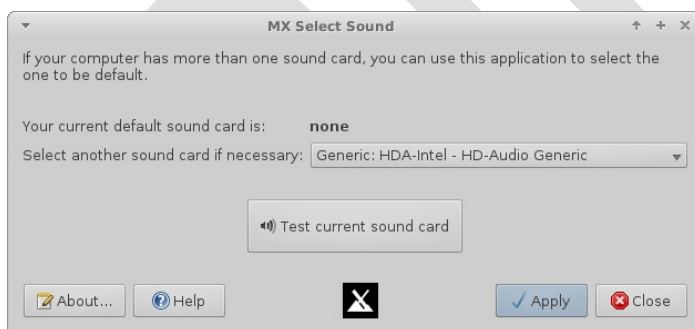 MX Select Sound
If your computer has more than one sound card, you can use this application to select the
one to be default.
Your current default sound card is: none
Select another sound card if necessary: Generic: HDA-Intel - HD-Audio Generic
Test current sound card
About... Help Apply Close